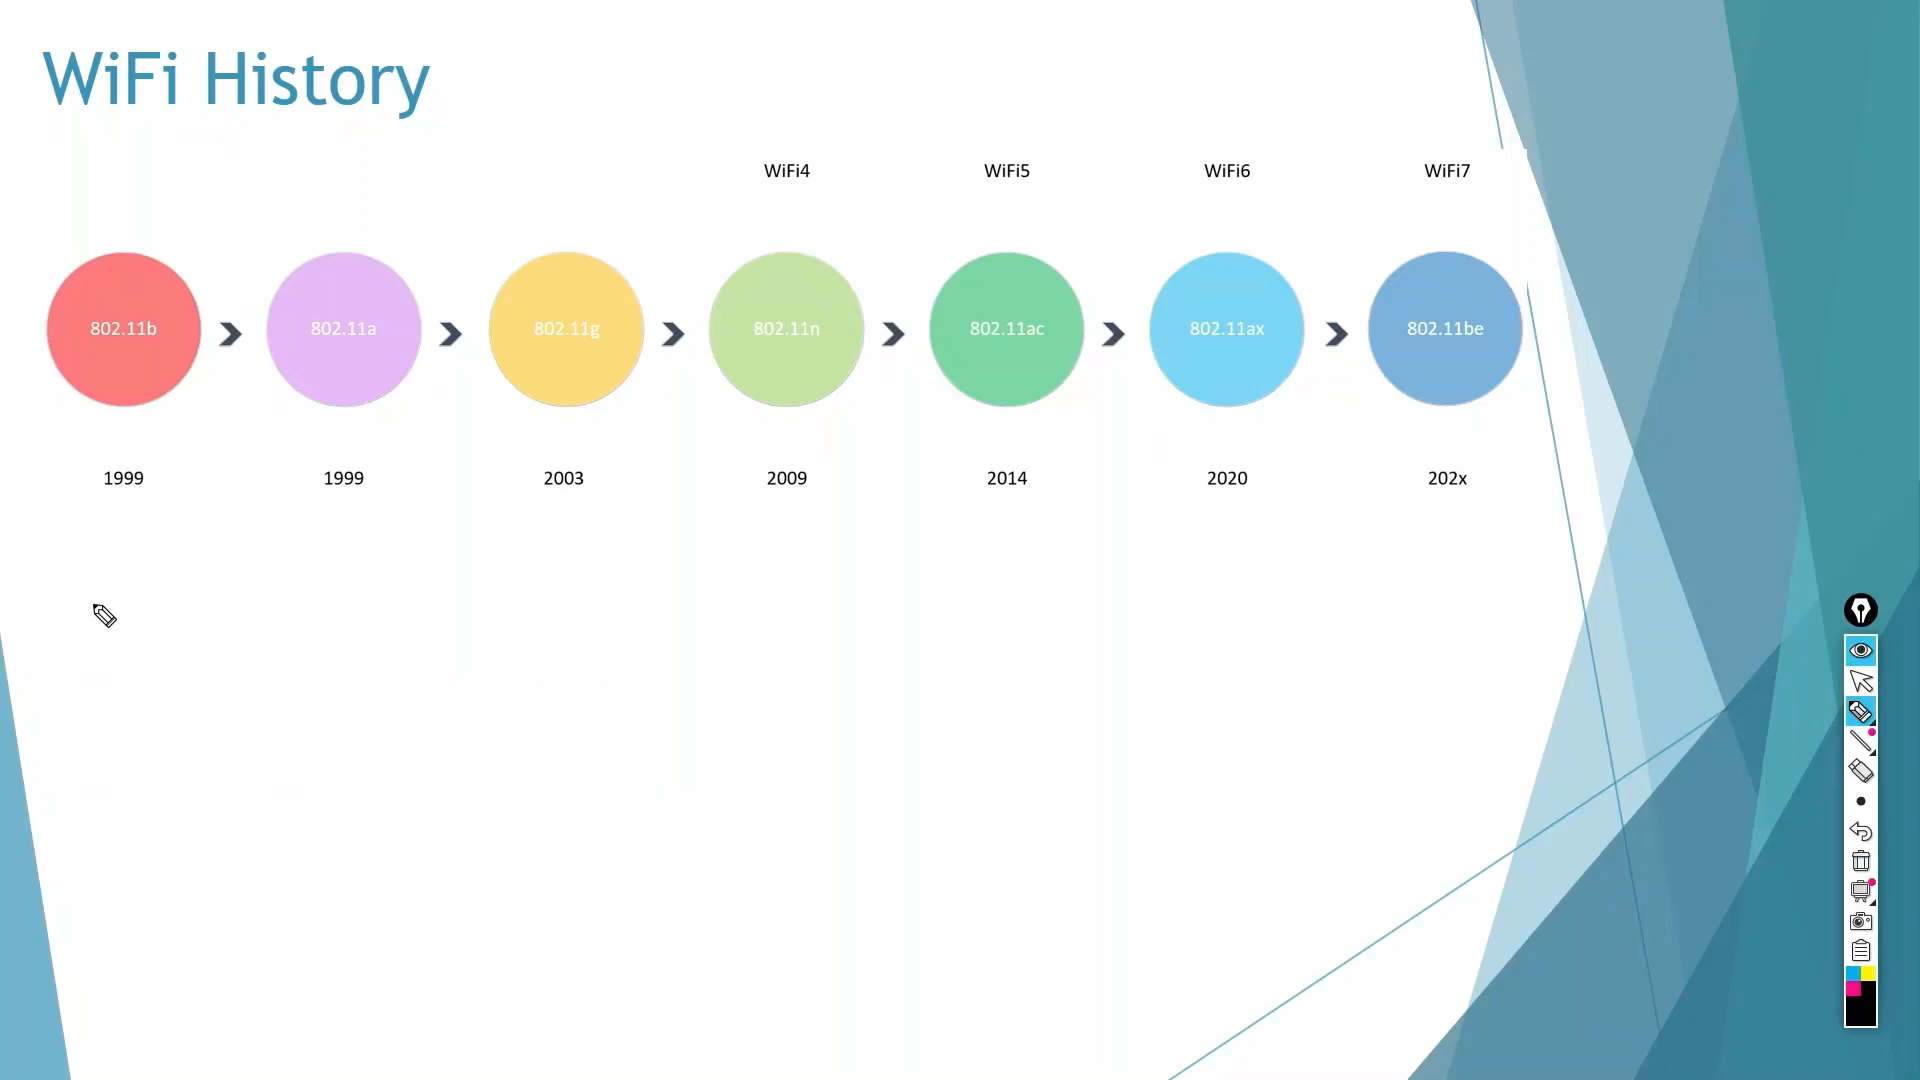 WiFi History
WiFi4 WiFi5 WiFi6 WiFi7
802.11b 802.11a 802.11g 802.11n 802.11ac 802.11ax 802.11be
1999 1999 2003 2009 2014 2020 202x